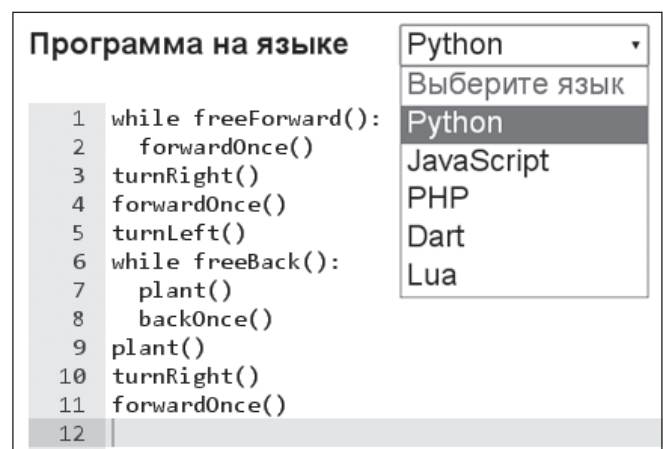 Программа на языке
Python
Выберите язык
Python
JavaScript
PHP
Dart
Lua
1 while freeForward():
2   forwardOnce()
3 turnRight()
4 forwardOnce()
5 turnLeft()
6 while freeBack():
7   plant()
8   backOnce()
9 plant()
10 turnRight()
11 forwardOnce()
12